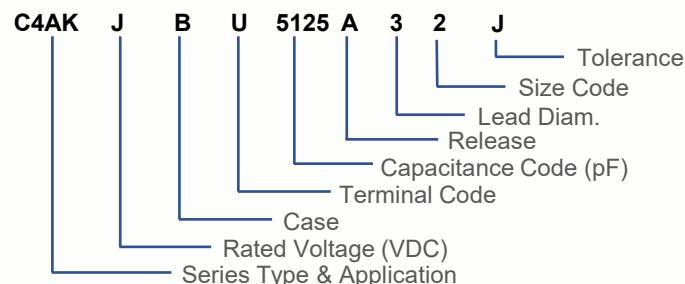 C4AK J B U 5125 A 3 2 J
Tolerance
Size Code
Lead Diam.
Release
Capacitance Code (pF)
Terminal Code
Case
Rated Voltage (VDC)
Series Type & Application